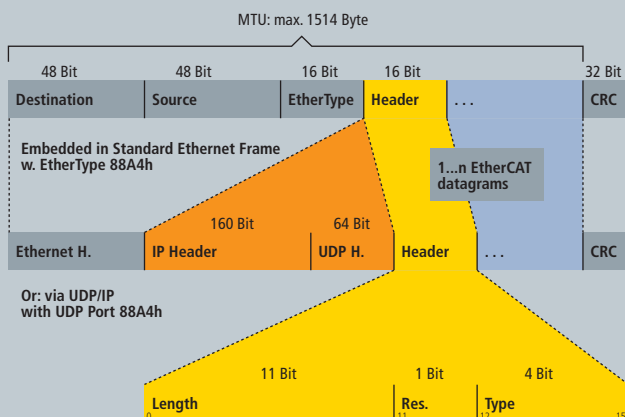 MTU: max. 1514 Byte
48 Bit 48 Bit 16 Bit 16 Bit 32 Bit
Destination Source EtherType Header ... CRC
Embedded in Standard Ethernet Frame
w. EtherType 88A4h
1...n EtherCAT
datagrams
160 Bit 64 Bit
Ethernet H. IP Header UDP H. Header ... CRC
Or: via UDP/IP
with UDP Port 88A4h
11 Bit 1 Bit 4 Bit
Length Res. Type
0 11 12 15